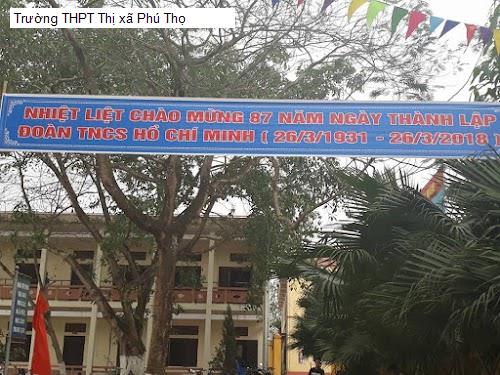 Trường THPT Thị xã Phú Thọ
NHIỆT LIỆT CHÀO MỪNG 87 NĂM NGÀY THÀNH LẬP
ĐOÀN TNCS HỒ CHÍ MINH ( 26/3/1931 - 26/3/2018 )